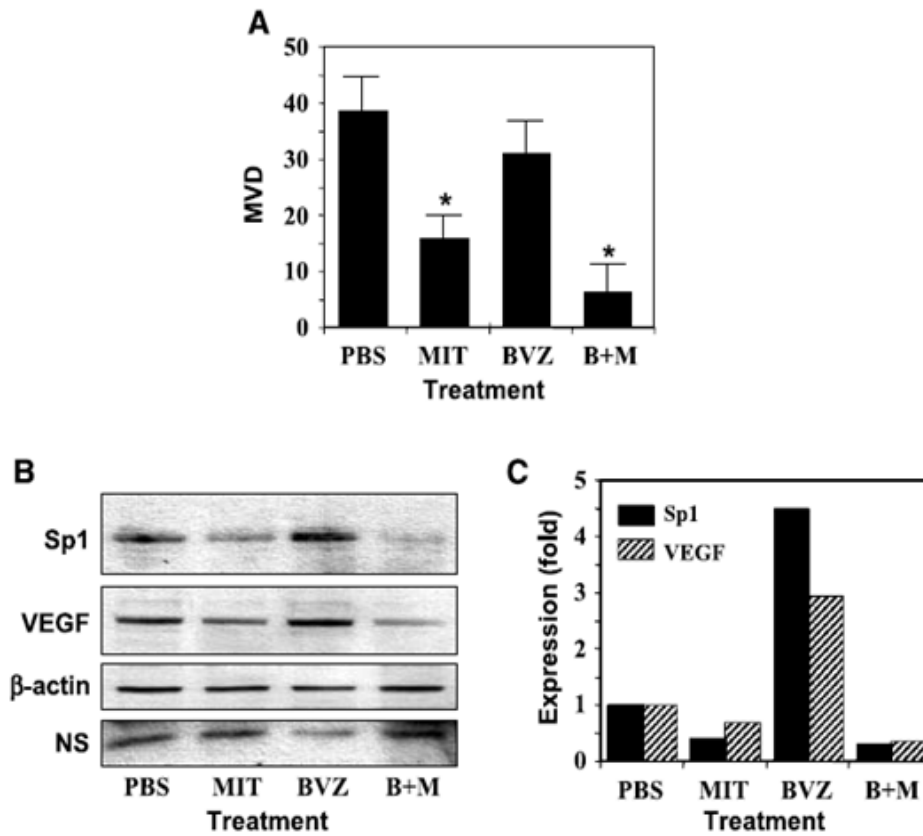 A
50
40
30
20
10
0
MVD
*
*
PBS MIT BVZ B+M
Treatment
B
Sp1
VEGF
β-actin
NS
PBS MIT BVZ B+M
Treatment
C
5
4
3
2
1
0
Expression (fold)
Sp1
VEGF
PBS MIT BVZ B+M
Treatment